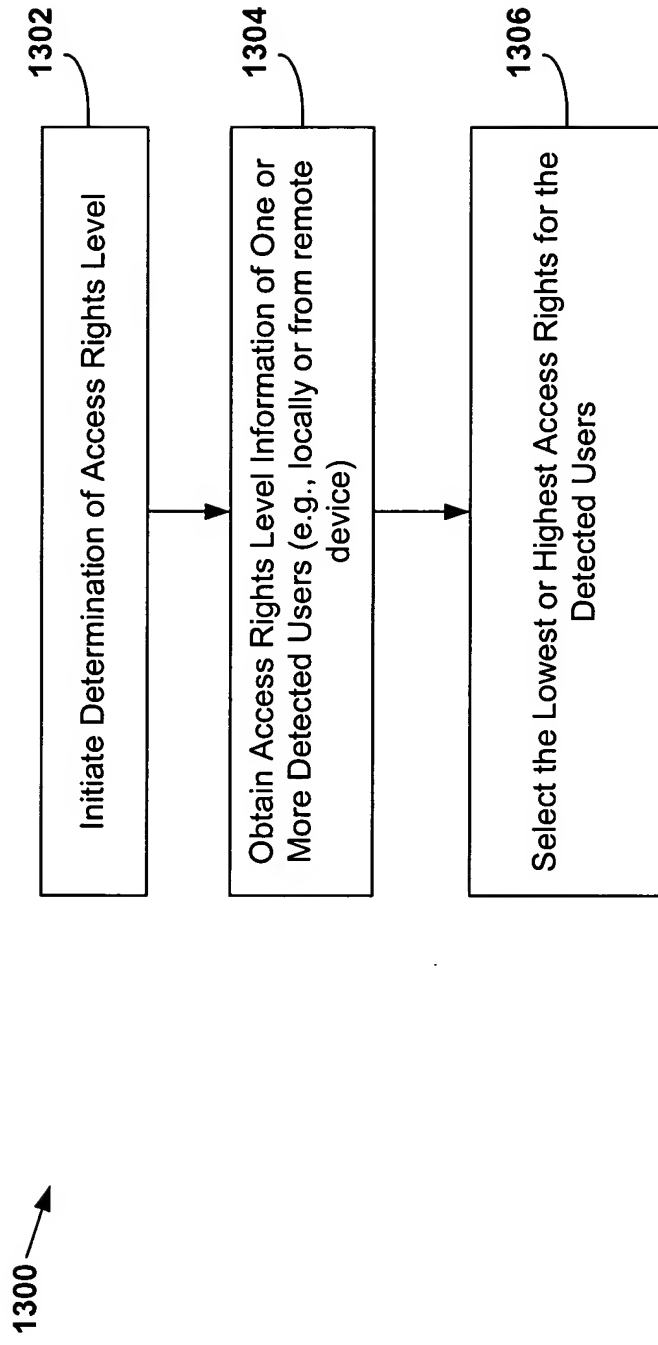 1300
1302
Initiate Determination of Access Rights Level
1304
Obtain Access Rights Level Information of One or
More Detected Users (e.g., locally or from remote
device)
1306
Select the Lowest or Highest Access Rights for the
Detected Users